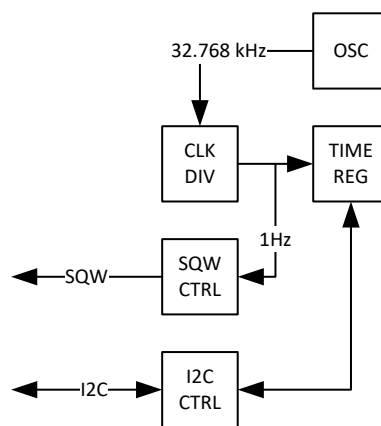 32.768 kHz
OSC
CLK
DIV
TIME
REG
1Hz
SQW
SQW
CTRL
I2C
I2C
CTRL